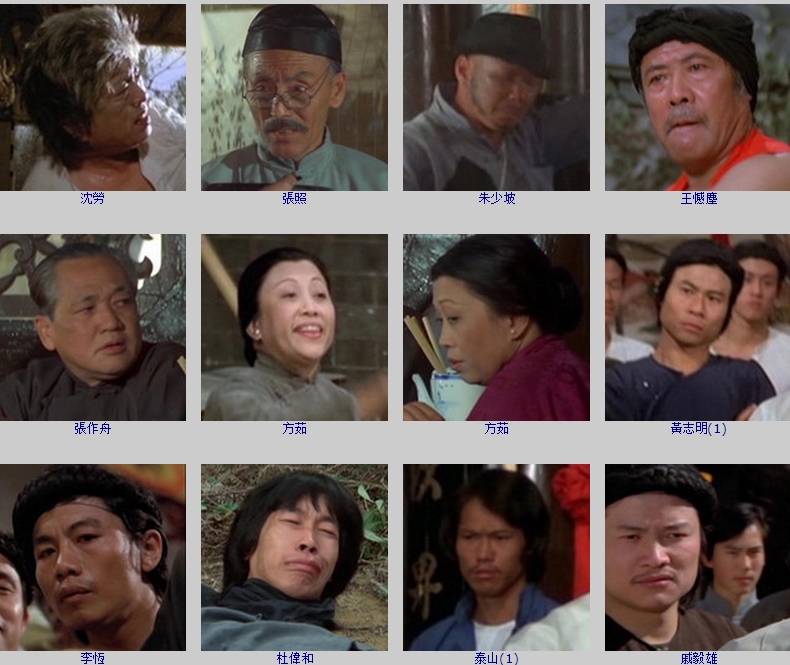 沈勞
張照
朱少坡
王憾塵
張作舟
方茹
方茹
黃志明(1)
李恆
杜偉和
泰山(1)
戚毅雄